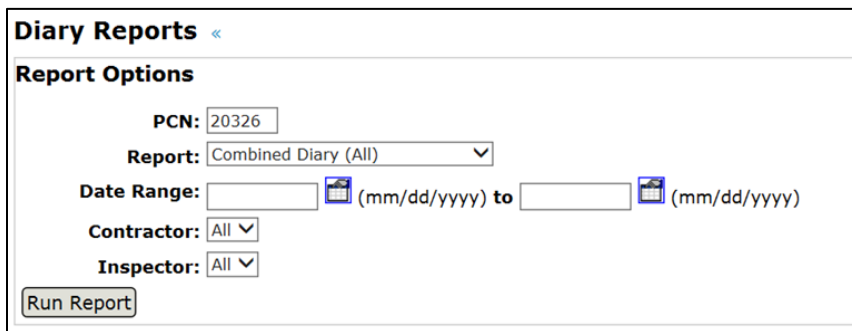 Diary Reports «
Report Options
PCN: 20326
Report: Combined Diary (All)
Date Range: (mm/dd/yyyy) to (mm/dd/yyyy)
Contractor: All
Inspector: All
Run Report